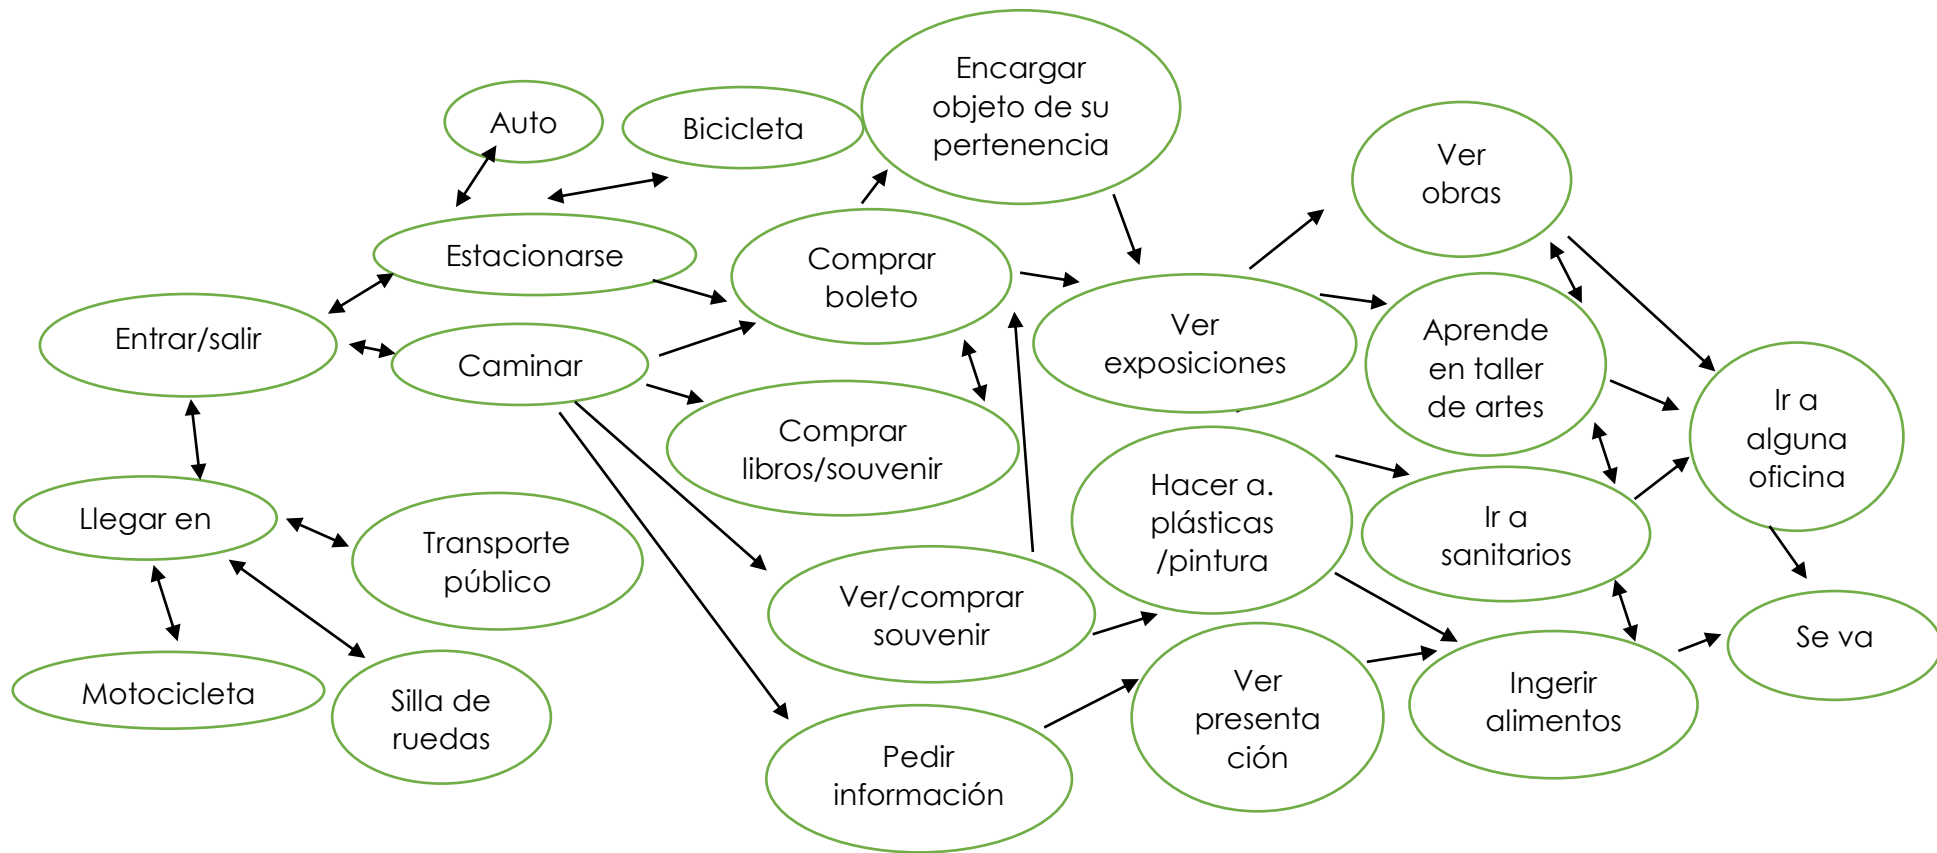 Encargar
objeto de su
pertenencia
Auto
Bicicleta
Ver
obras
Estacionarse
Comprar
boleto
Entrar/salir
Caminar
Ver
exposiciones
Aprende
en taller
de artes
Comprar
libros/souvenir
Ir a
alguna
oficina
Llegar en
Transporte
público
Hacer a.
plásticas
/pintura
Ir a
sanitarios
Ver/comprar
souvenir
Se va
Motocicleta
Silla de
ruedas
Ver
presenta
ción
Ingerir
alimentos
Pedir
información